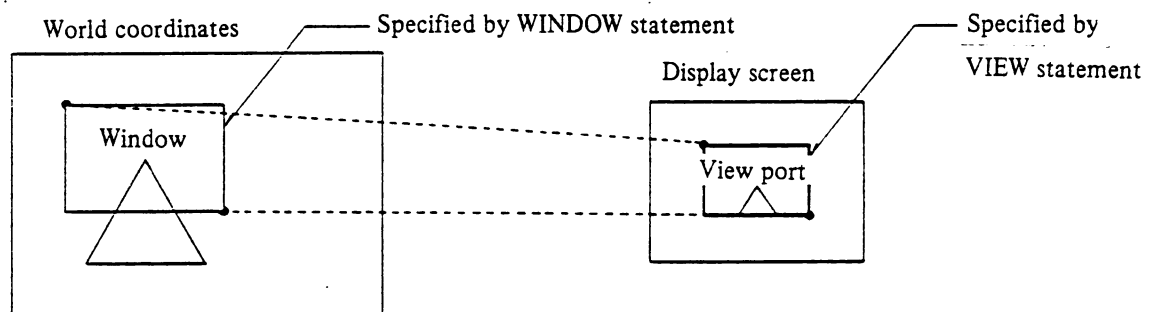 World coordinates
Specified by WINDOW statement
Specified by
VIEW statement
Display screen
Window
View port